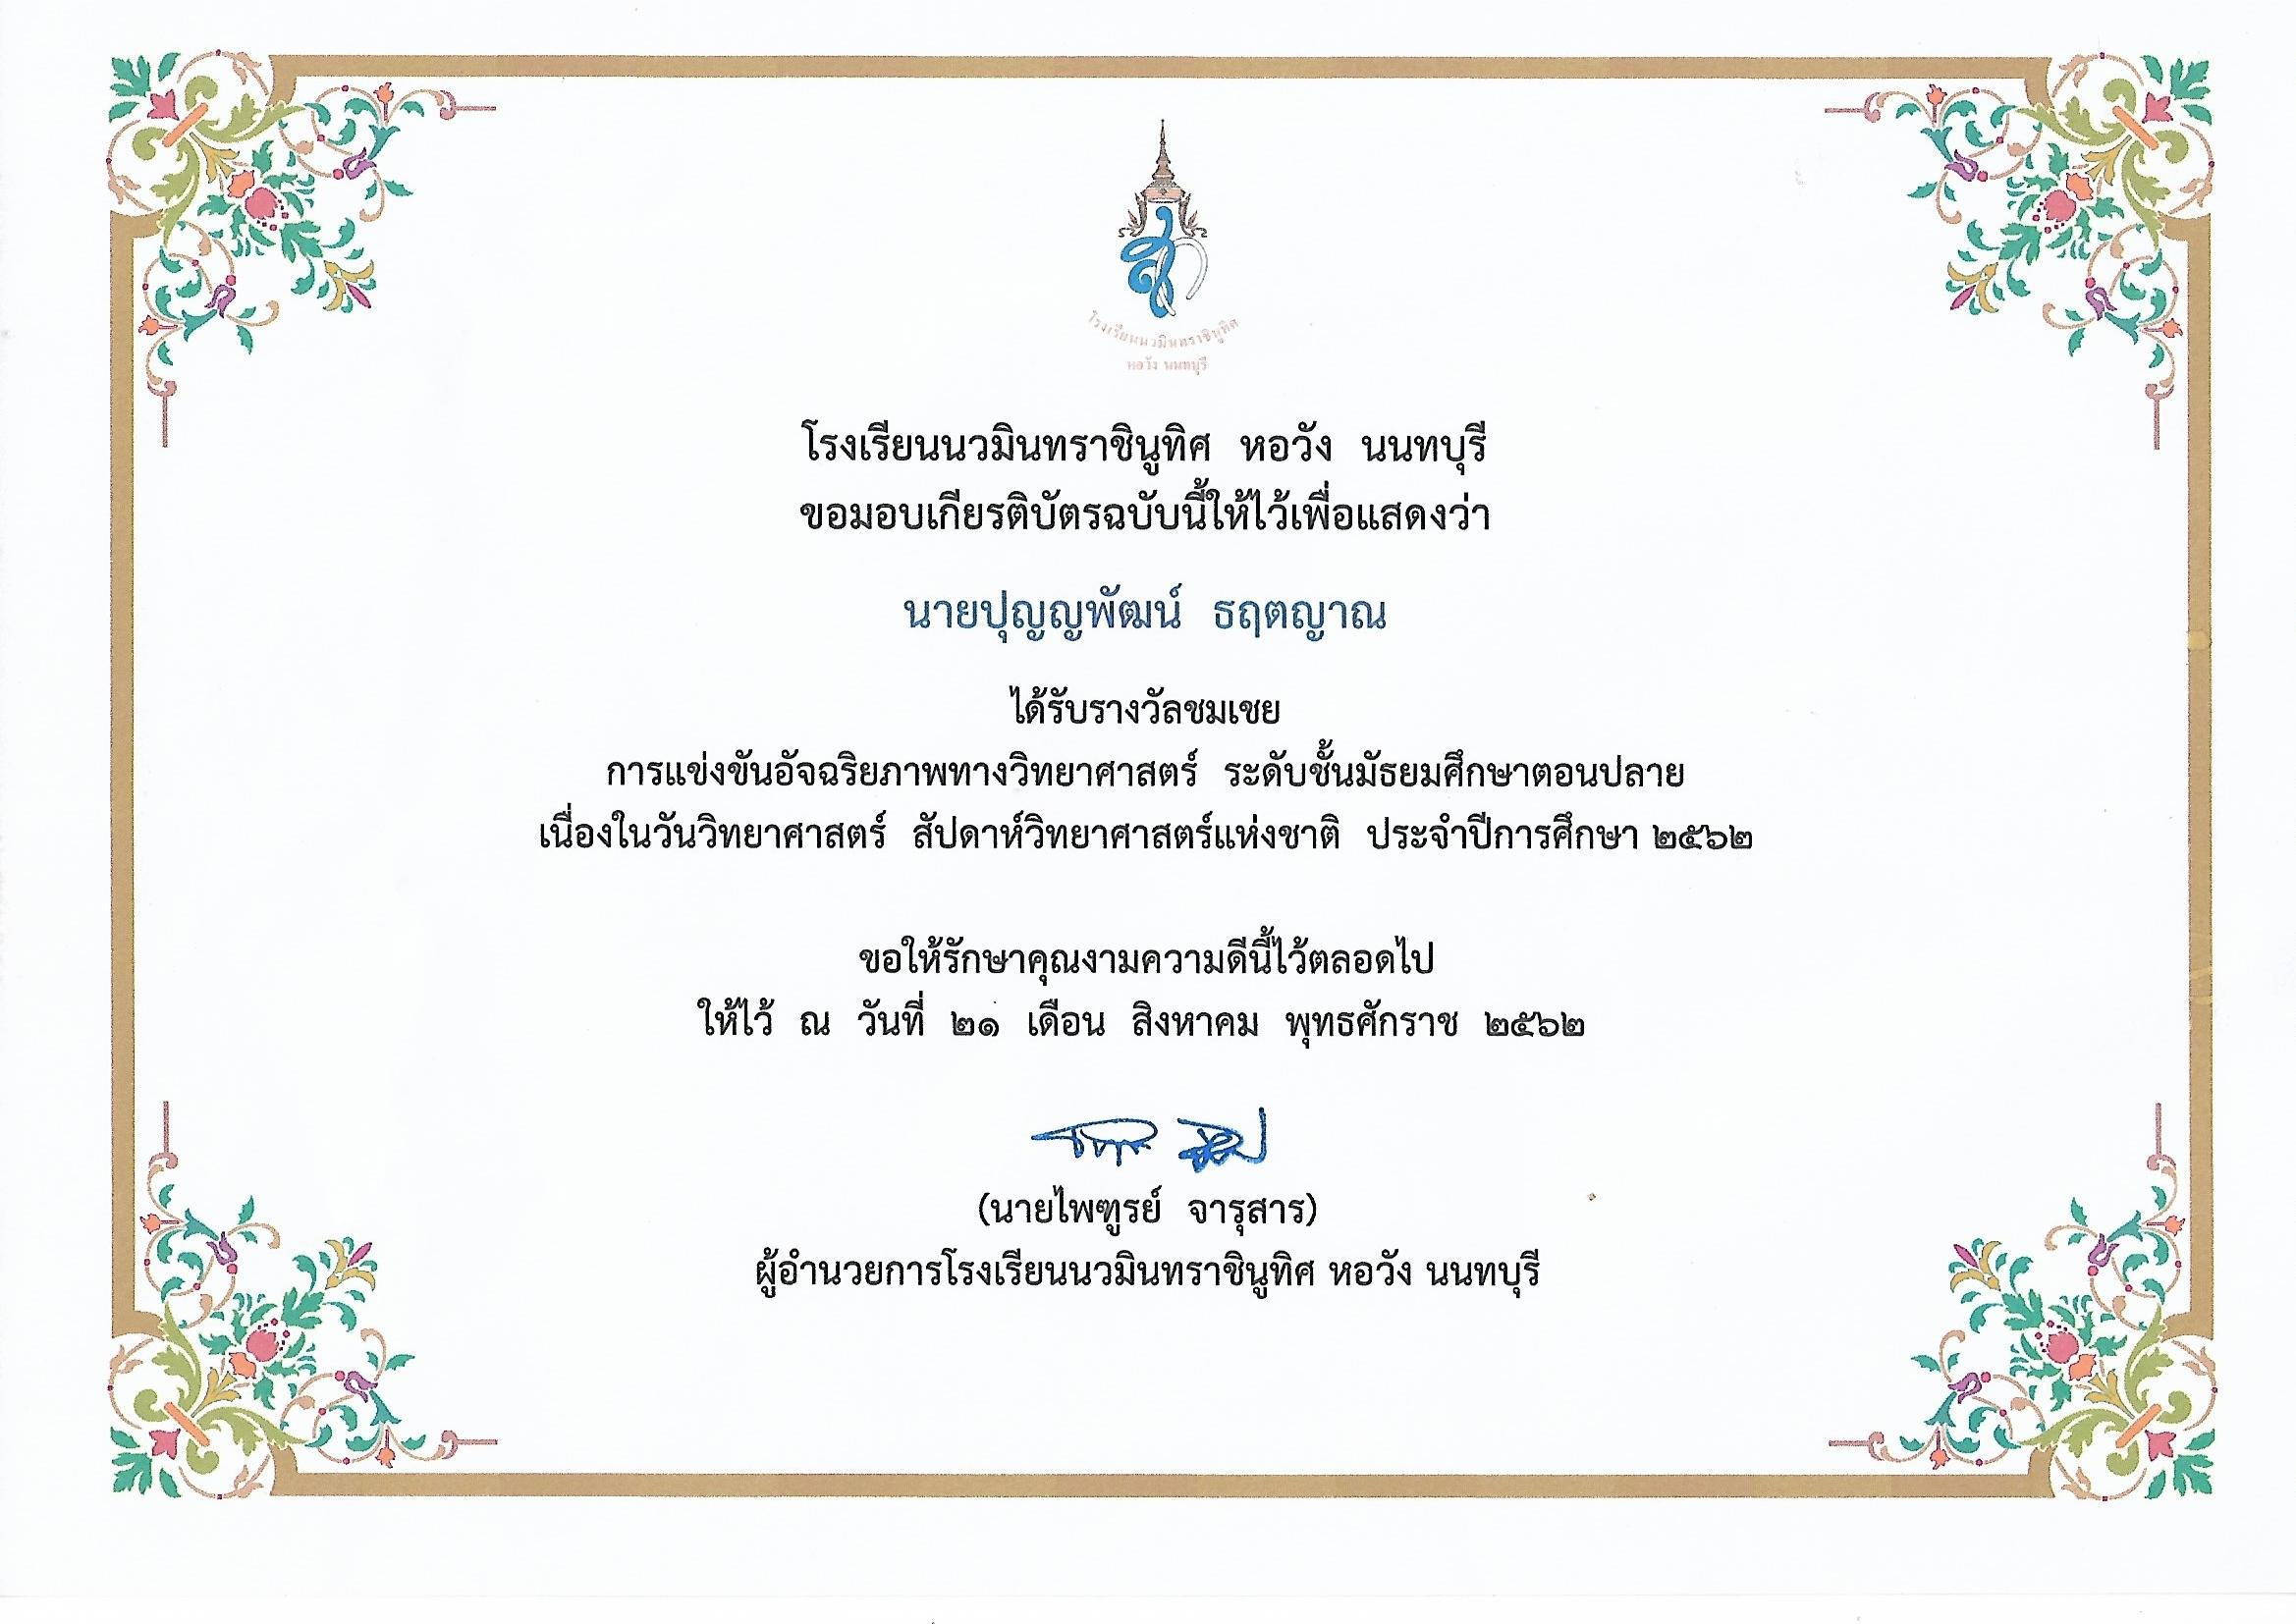 โรงเรียนนวมินทราชินูทิศ
หอวัง นนทบุรี
โรงเรียนนวมินทราชินูทิศ หอวัง นนทบุรี
ขอมอบเกียรติบัตรฉบับนี้ให้ไว้เพื่อแสดงว่า
นายปุญญพัฒน์ ธฤตญาณ
ได้รับรางวัลชมเชย
การแข่งขันอัจฉริยภาพทางวิทยาศาสตร์ ระดับชั้นมัธยมศึกษาตอนปลาย
เนื่องในวันวิทยาศาสตร์ สัปดาห์วิทยาศาสตร์แห่งชาติ ประจำปีการศึกษา ๒๕๖๒
ขอให้รักษาคุณงามความดีนี้ไว้ตลอดไป
ให้ไว้ ณ วันที่ ๒๑ เดือน สิงหาคม พุทธศักราช ๒๕๖๒
(นายไพฑูรย์ จารุสาร)
ผู้อำนวยการโรงเรียนนวมินทราชินูทิศ หอวัง นนทบุรี